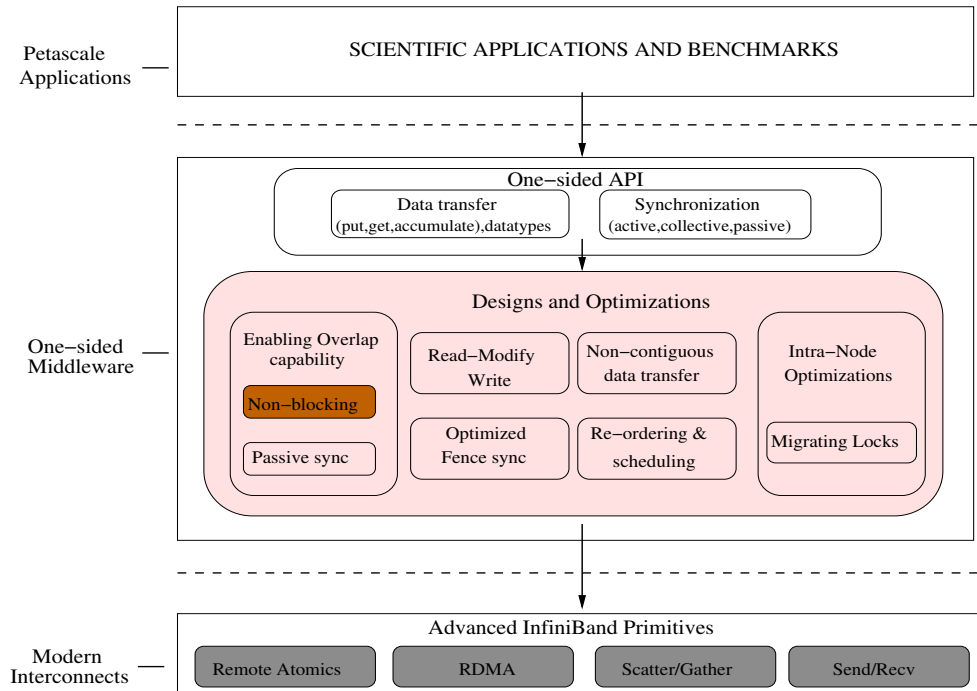 Petascale
Applications
SCIENTIFIC APPLICATIONS AND BENCHMARKS
One−sided
Middleware
One−sided API
Data transfer
(put,get,accumulate),datatypes
Synchronization
(active,collective,passive)
Designs and Optimizations
Enabling Overlap
capability
Non−blocking
Passive sync
Read−Modify
Write
Non−contiguous
data transfer
Optimized
Fence sync
Re−ordering &
scheduling
Intra−Node
Optimizations
Migrating Locks
Modern
Interconnects
Advanced InfiniBand Primitives
Remote Atomics
RDMA
Scatter/Gather
Send/Recv